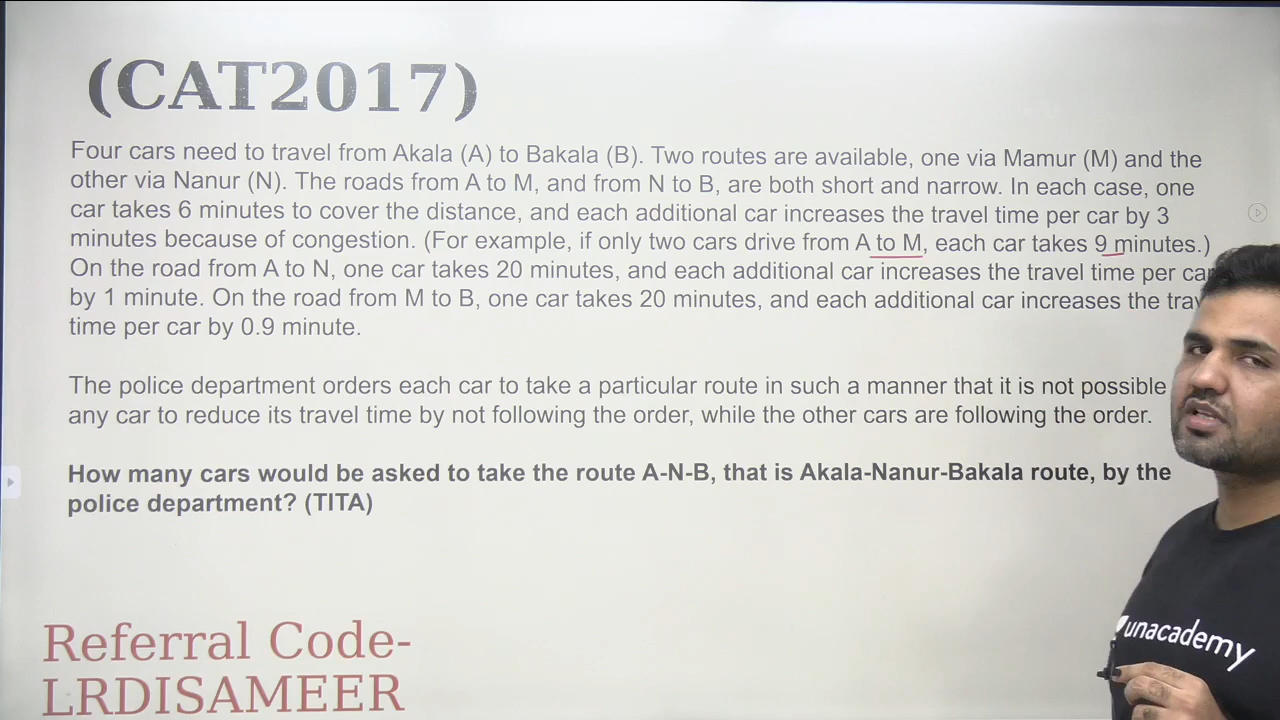 (CAT2017)
Four cars need to travel from Akala (A) to Bakala (B). Two routes are available, one via Mamur (M) and the
other via Nanur (N). The roads from A to M, and from N to B, are both short and narrow. In each case, one
car takes 6 minutes to cover the distance, and each additional car increases the travel time per car by 3
minutes because of congestion. (For example, if only two cars drive from A to M, each car takes 9 minutes.)
On the road from A to N, one car takes 20 minutes, and each additional car increases the travel time per car
by 1 minute. On the road from M to B, one car takes 20 minutes, and each additional car increases the
time per car by 0.9 minute.
The police department orders each car to take a particular route in such a manner that it is not possible
any car to reduce its travel time by not following the order, while the other cars are following the order.
How many cars would be asked to take the route A-N-B, that is Akala-Nanur-Bakala route, by the
police department? (TITA)
Referral Code-
LRDISAMEER
unacademy